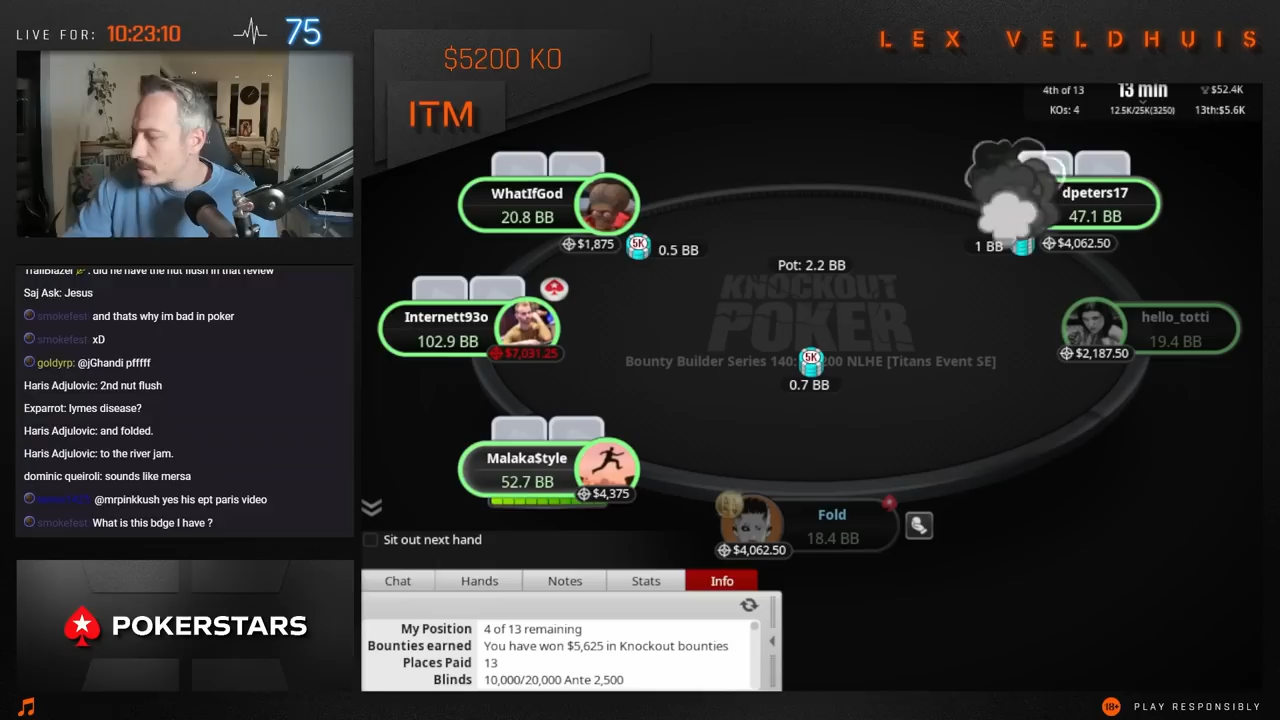 LIVE FOR: 10:23:10
75
$5200 KO
ITM
LEX VELDHUIS
4th of 13
13 min
$52.4K
KOs: 4
12.5K/25K(3250)
13th:$5.6K
TrailBlazer : did he have the nut flush in that review
Saj Ask: Jesus
smokefest: and thats why im bad in poker
smokefest: xD
goldyrp: @jGhandi pfffff
Haris Adjulovic: 2nd nut flush
Exparrot: lymes disease?
Haris Adjulovic: and folded.
Haris Adjulovic: to the river jam.
dominic queiroli: sounds like mersa
@mrpinkkush yes his ept paris video
smokefest: What is this bdge I have ?
POKERSTARS
WhatIfGod
20.8 BB
$1,875
5K
0.5 BB
dpeters17
47.1 BB
1 BB
$4,062.50
Pot: 2.2 BB
KNOCKOUT
POKER
Internett93o
102.9 BB
$7,031.25
hello_totti
19.4 BB
$2,187.50
Bounty Builder Series 140: 200 NLHE [Titans Event SE]
5K
0.7 BB
Malaka$tyle
52.7 BB
$4,375
Fold
18.4 BB
$4,062.50
Sit out next hand
Chat
Hands
Notes
Stats
Info
My Position 4 of 13 remaining
Bounties earned You have won $5,625 in Knockout bounties
Places Paid 13
Blinds 10,000/20,000 Ante 2,500
18+ PLAY RESPONSIBLY